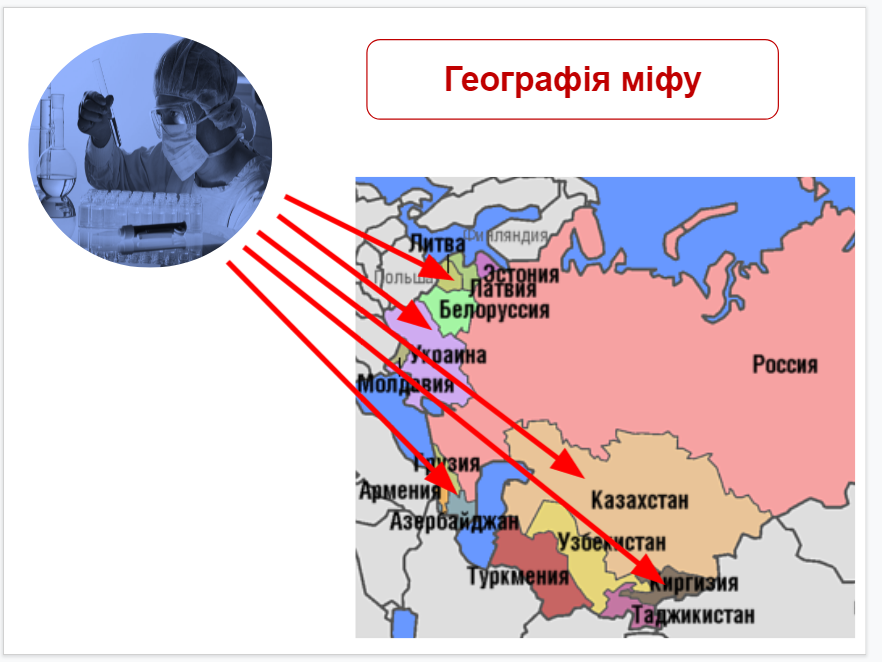 Географія міфу
Финляндия
Литва
Эстония
Польша
Латвия
Белоруссия
Украина
Россия
Молдавия
Грузия
Армения
Казахстан
Азербайджан
Узбекистан
Туркмения
Киргизия
Таджикистан